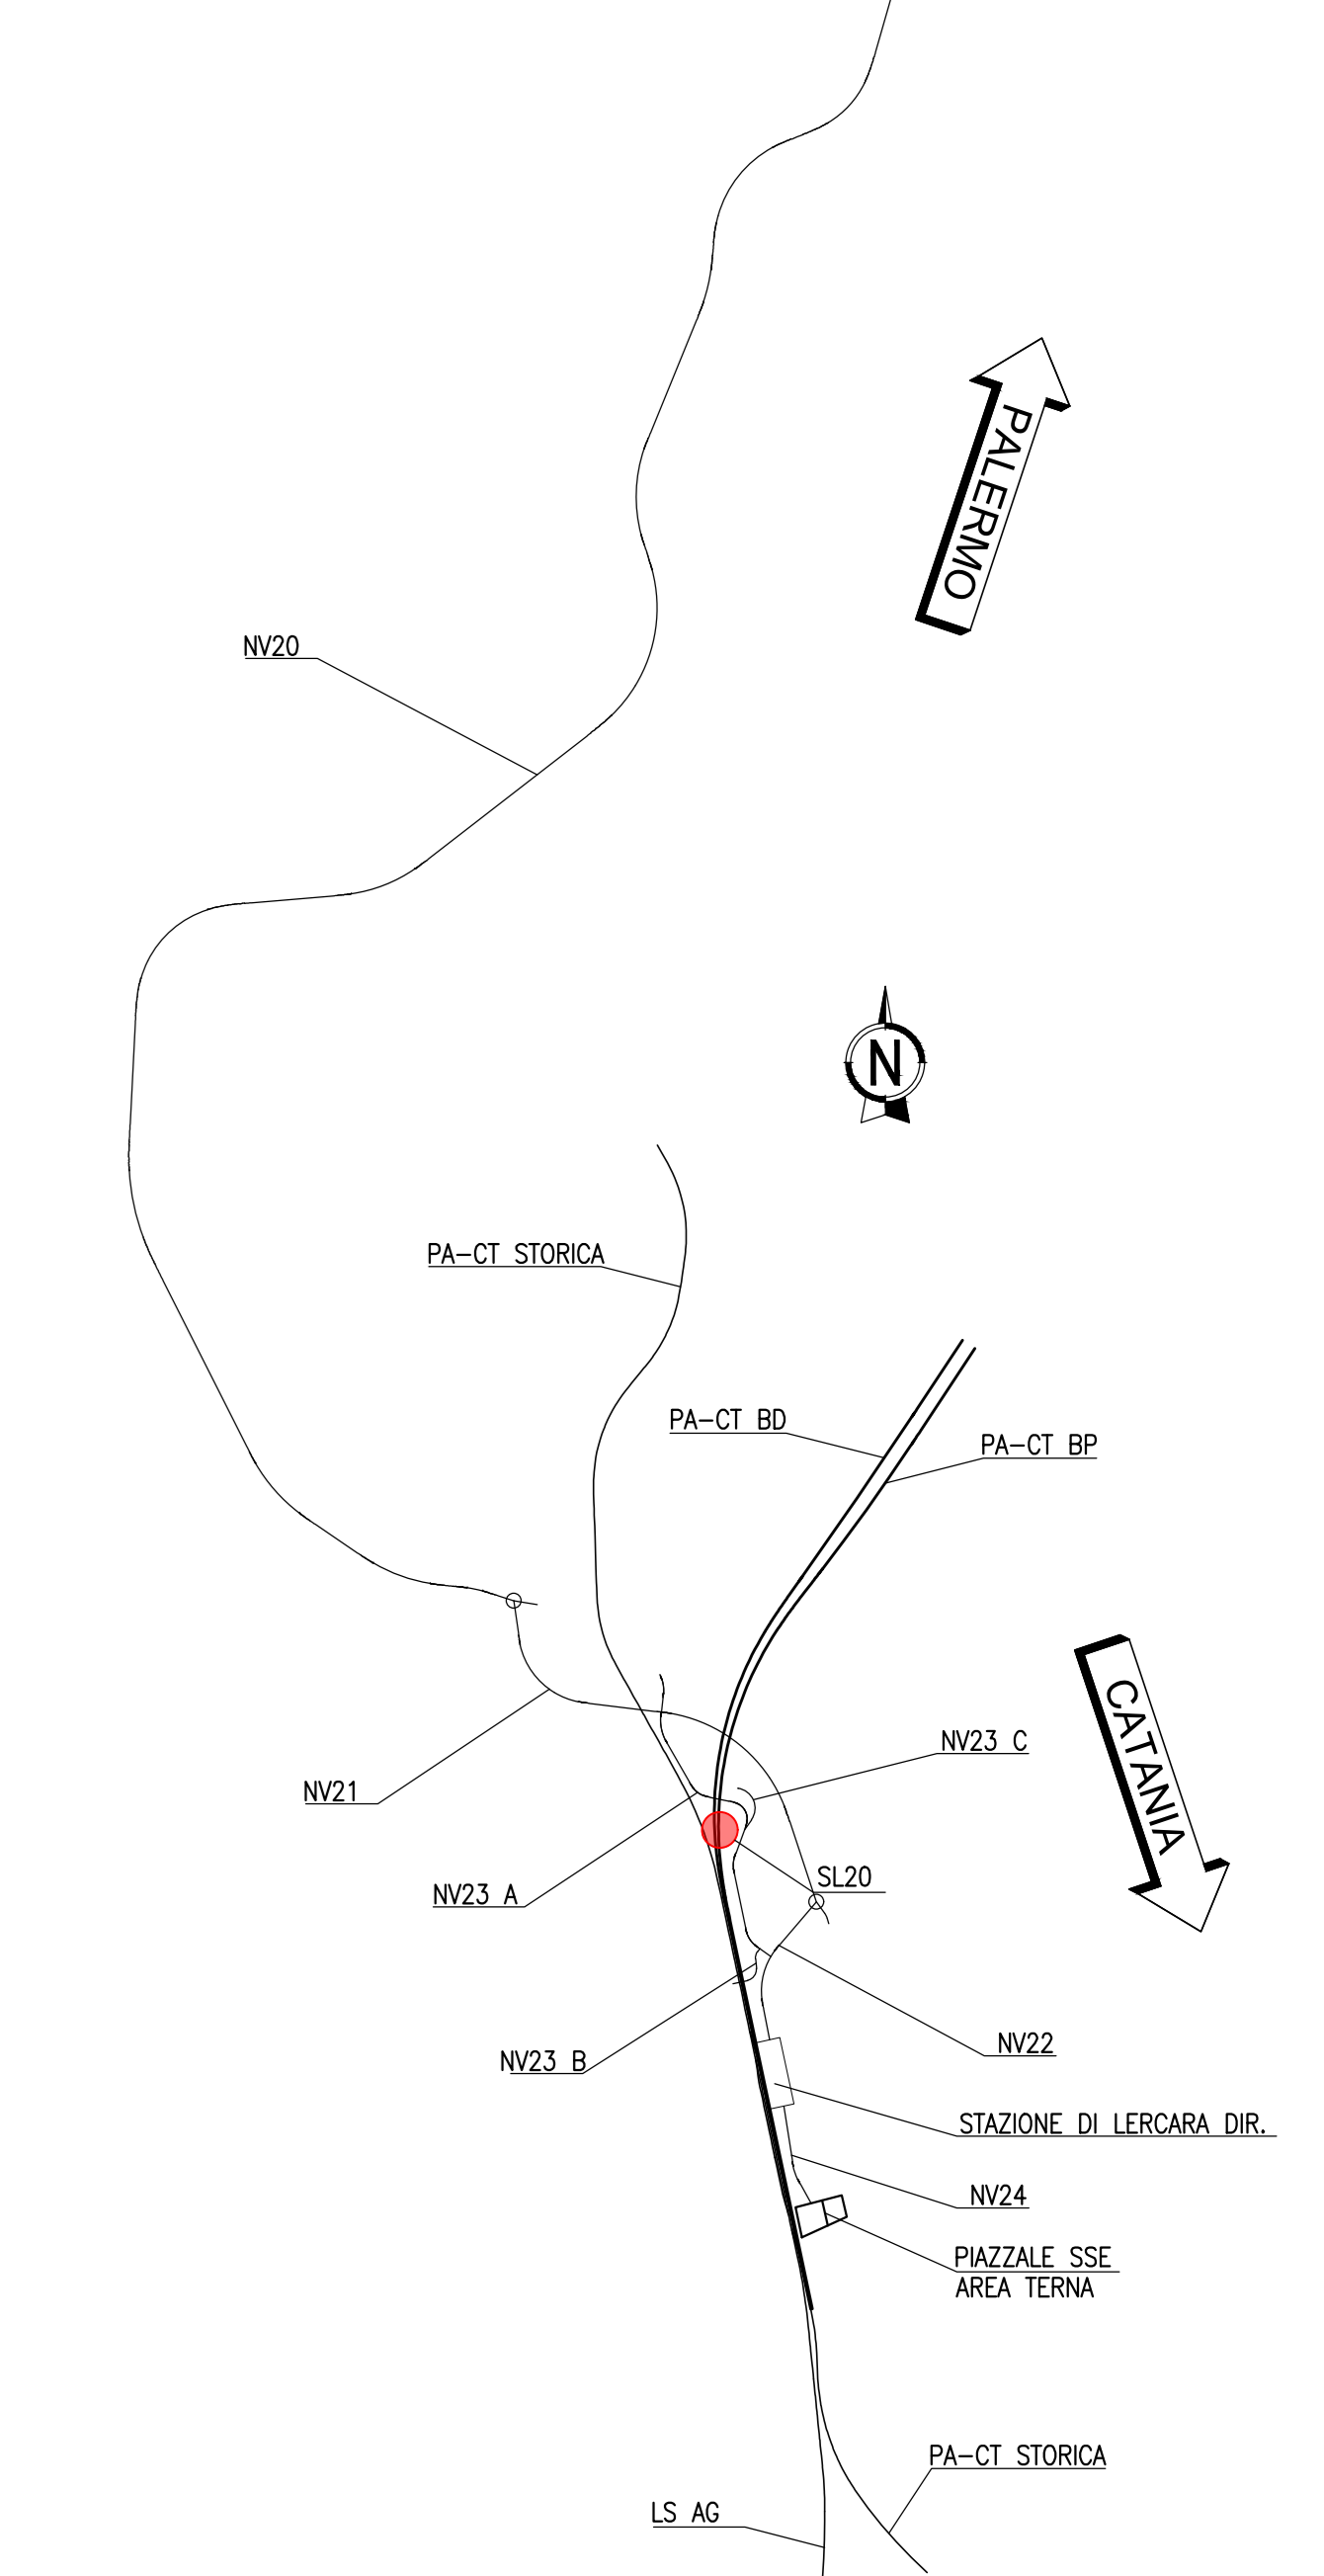 PALERMO
NV20
N
PA-CT STORICA
PA-CT BD
PA-CT BP
CATANIA
NV23 C
NV21
SL20
NV23 A
NV22
NV23 B
STAZIONE DI LERCARA DIR.
NV24
PIAZZALE SSE
AREA TERNA
PA-CT STORICA
LS AG